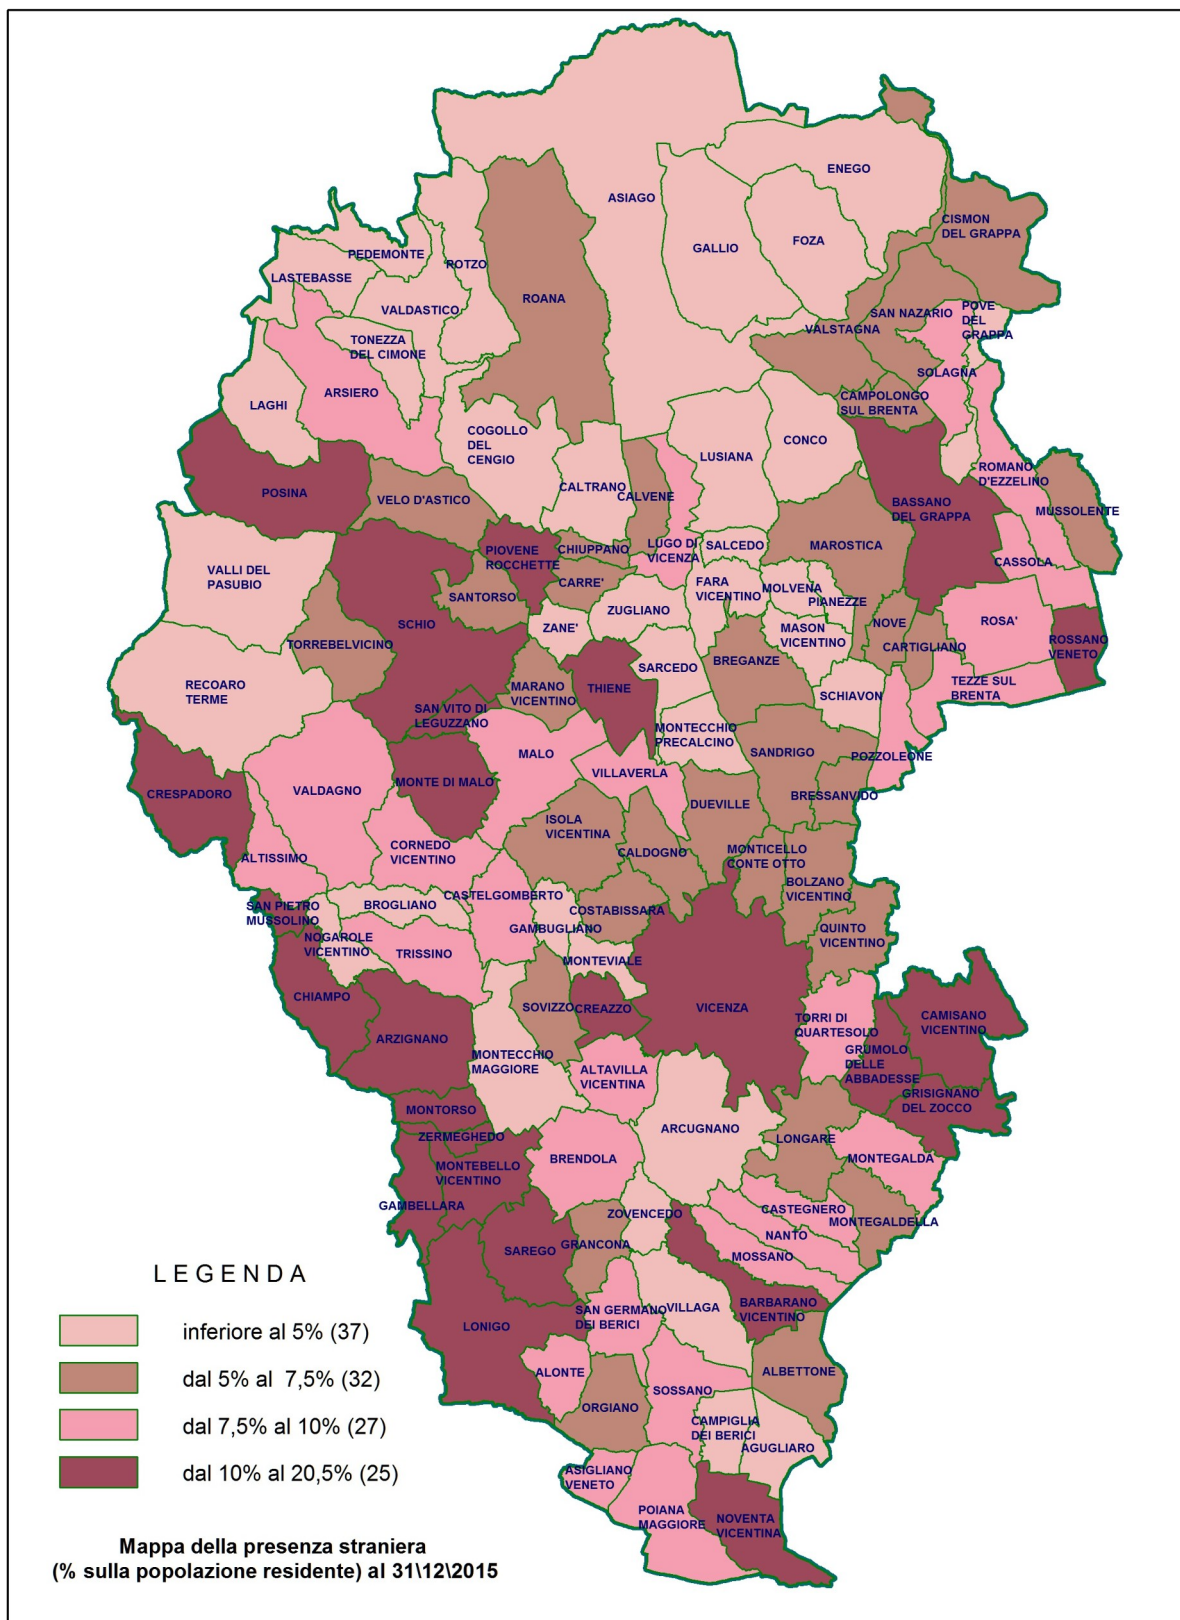 ENEGO
ASIAGO
CISMON
DEL GRAPPA
FOZA
GALLIO
PEDEMONTE
ROTZO
LASTEBASSE
ROANA
VALDASTICO
SAN NAZARIO
POVE
DEL
GRAPPA
VALSTAGNA
TONEZZA
DEL CIMONE
SOLAGNA
ARSIERO
CAMPOLONGO
SUL BRENTA
LAGHI
COGOLLO
DEL
CENGIO
CONCO
LUSIANA
ROMANO
D'EZZELINO
POSINA
VELO D'ASTICO
CALTRANO
CALVENE
BASSANO
DEL GRAPPA
MUSSOLENTE
PIOVENE
ROCCHETTE
CHIUPPANO
LUGO DI
VICENZA
SALCEDO
MAROSTICA
CASSOLA
VALLI DEL
PASUBIO
SANTORSO
CARRE'
FARA
VICENTINO
MOLVENA
PIANEZZE
SCHIO
ZUGLIANO
ZANE'
MASON
VICENTINO
NOVE
ROSA'
TORREBELVICINO
CARTIGLIANO
ROSSANO
VENETO
SARCEDO
BREGANZE
RECOARO
TERME
MARANO
VICENTINO
THIENE
SCHIAVON
TEZZE SUL
BRENTA
SAN VITO DI
LEGUZZANO
MONTECCHIO
PRECALCINO
MALO
SANDRIGO
POZZOLEONE
CRESPADORO
VALDAGNO
MONTE DI MALO
VILLAVERLA
DUEVILLE
BRESSANVIDO
ISOLA
VICENTINA
ALTISSIMO
CORNEDO
VICENTINO
CALDOGNO
MONTICELLO
CONTE OTTO
BOLZANO
VICENTINO
SAN PIETRO
MUSSOLINO
BROGLIANO
CASTELGOMBERTO
COSTABISSARA
GAMBUGLIANO
QUINTO
VICENTINO
NOGAROLE
VICENTINO
TRISSINO
MONTEVIALE
CHIAMPO
SOVIZZO
CREAZZO
VICENZA
TORRI DI
QUARTESOLO
CAMISANO
VICENTINO
ARZIGNANO
MONTECCHIO
MAGGIORE
ALTAVILLA
VICENTINA
GRUMOLO
DELLE
ABBADESSE
GRISIGNANO
DEL ZOCCO
MONTORSO
ZERMEGHEDO
ARCUGNANO
LONGARE
BRENDOLA
MONTEGALDA
MONTEBELLO
VICENTINO
GAMBELLARA
ZOVENCEDO
CASTEGNERO
MONTEGALDELLA
NANTO
SAREGO
GRANCONA
MOSSANO
LONIGO
SAN GERMANO
DEI BERICI
VILLAGA
BARBARANO
VICENTINO
ALONTE
SOSSANO
ALBETTONE
ORGIANO
CAMPIGLIA
DEI BERICI
AGUGLIARO
ASIGLIANO
VENETO
POIANA
MAGGIORE
NOVENTA
VICENTINA
LEGENDA
inferiore al 5% (37)
dal 5% al 7,5% (32)
dal 7,5% al 10% (27)
dal 10% al 20,5% (25)
Mappa della presenza straniera
(% sulla popolazione residente) al 31\12\2015